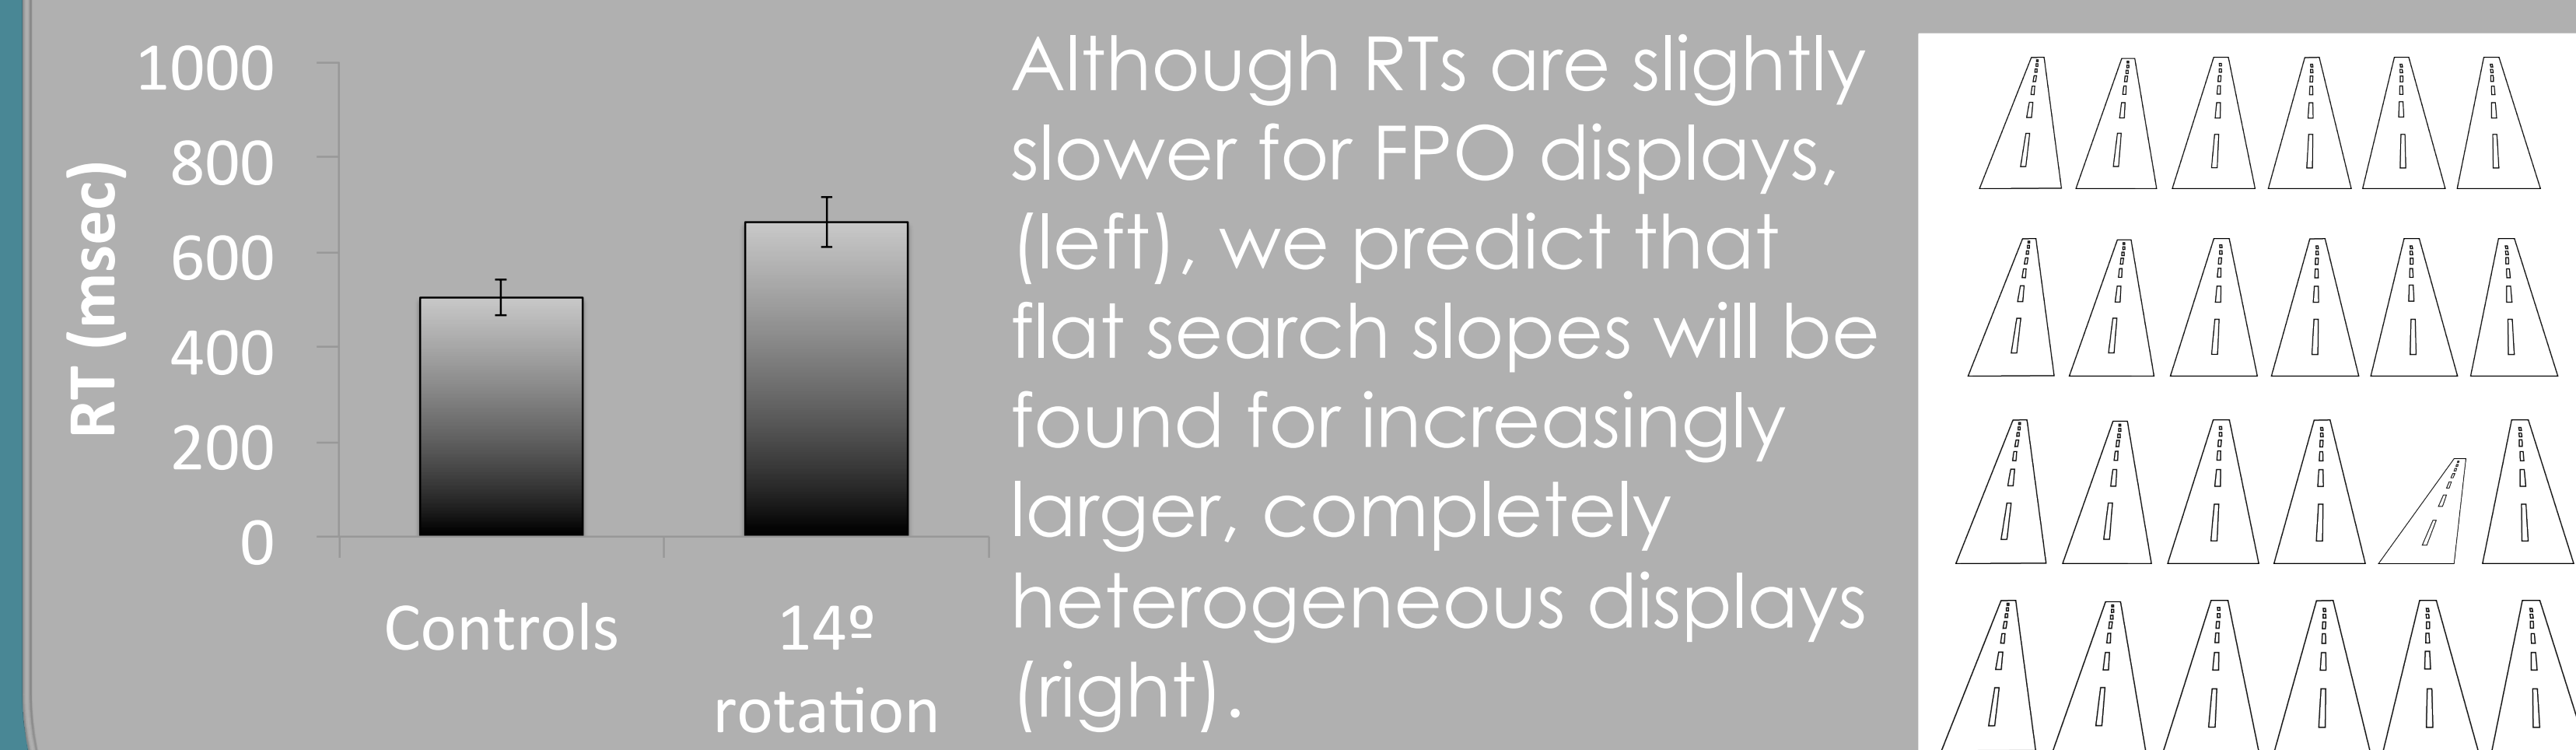 1000
800
600
400
200
0
RT (msec)
Controls
14º
rotation
Although RTs are slightly
slower for FPO displays,
(left), we predict that
flat search slopes will be
found for increasingly
larger, completely
heterogeneous displays
(right).